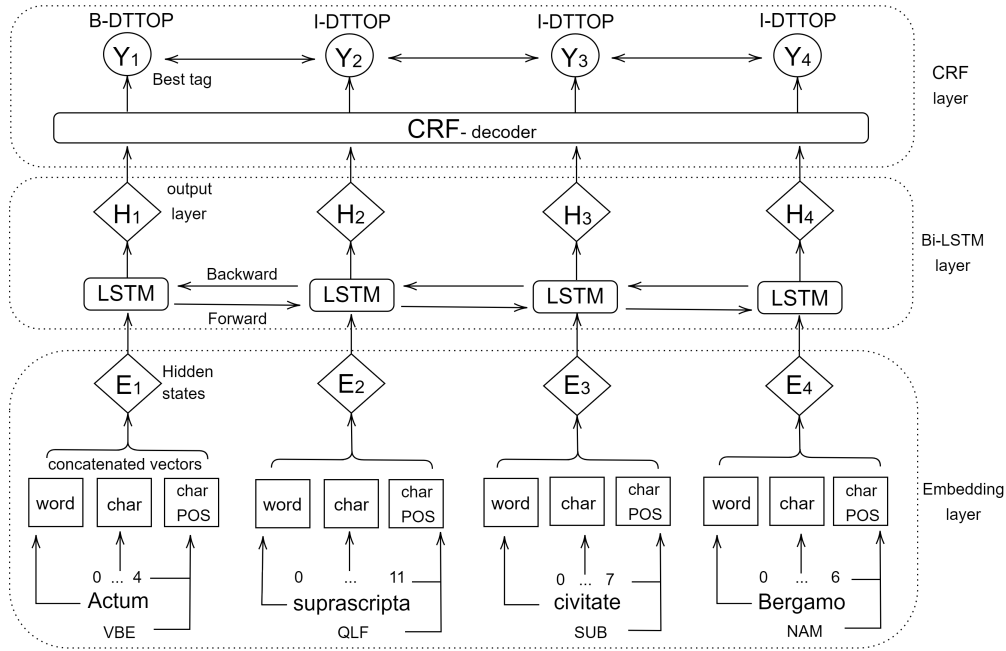 B-DTTOP I-DTTOP I-DTTOP I-DTTOP
Y1 Y2 Y3 Y4
Best tag
CRF
layer
CRF- decoder
output
layer
H1 H2 H3 H4
Bi-LSTM
layer
Backward
LSTM LSTM LSTM LSTM
Forward
Hidden
states
E1 E2 E3 E4
concatenated vectors
word char char POS word char char POS word char char POS word char char POS
Embedding
layer
0 ... 4 0 ... 11 0 ... 7 0 ... 6
Actum suprascripta civitate Bergamo
VBE QLF SUB NAM